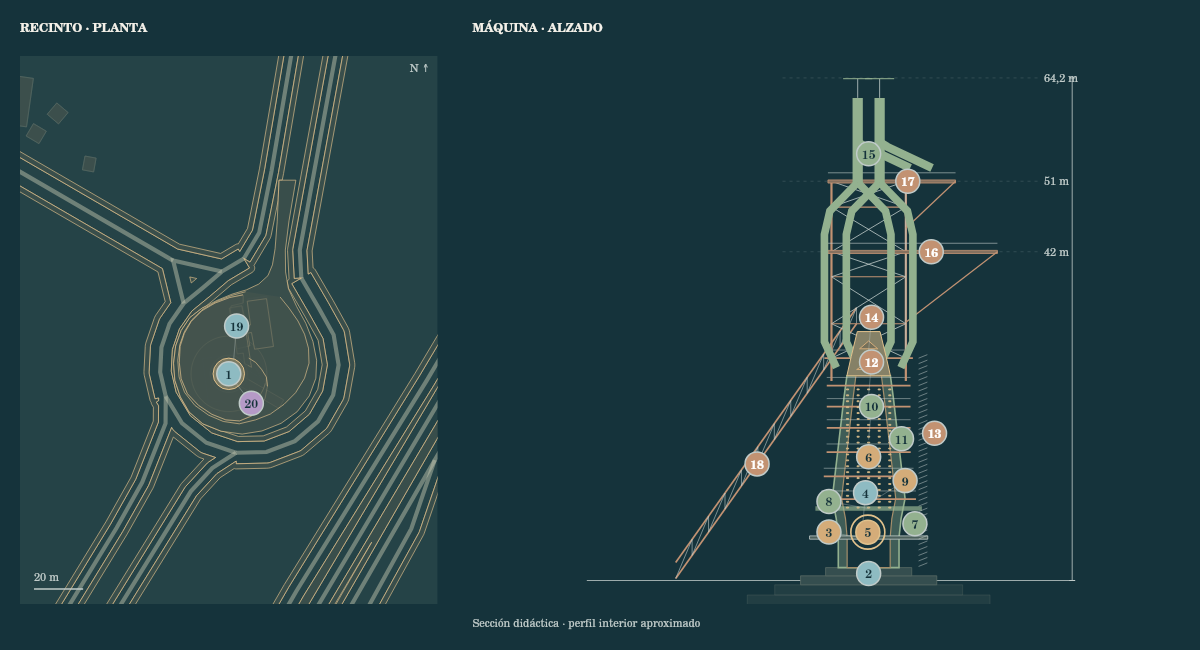 RECINTO · PLANTA
MÁQUINA · ALZADO
N ↑
64,2 m
15
51 m
17
42 m
16
19
14
12
1
20
10
11
13
6
18
9
4
8
7
3
5
2
20 m
Sección didáctica · perfil interior aproximado